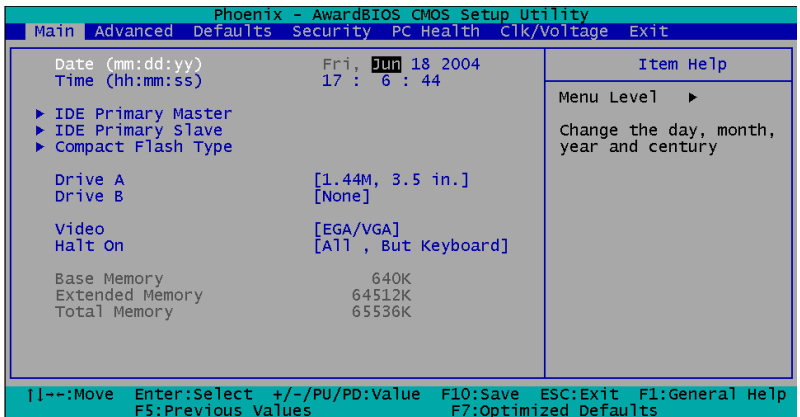 Phoenix - AwardBIOS CMOS Setup Utility
Main Advanced Defaults Security PC Health Clk/Voltage Exit
Date (mm:dd:yy) Fri, Jun 18 2004
Time (hh:mm:ss) 17 : 6 : 44
▶ IDE Primary Master
▶ IDE Primary Slave
▶ Compact Flash Type
Drive A [1.44M, 3.5 in.]
Drive B [None]
Video [EGA/VGA]
Halt On [All , But Keyboard]
Base Memory 640K
Extended Memory 64512K
Total Memory 65536K
Item Help
Menu Level ▶
Change the day, month,
year and century
↑↓→←:Move Enter:Select +/-/PU/PD:Value F10:Save ESC:Exit F1:General Help
F5:Previous Values F7:Optimized Defaults